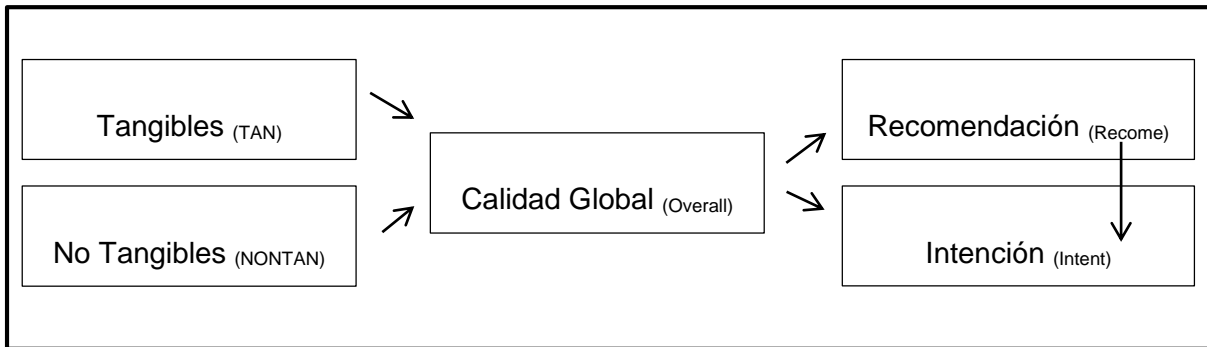 Tangibles (TAN)
No Tangibles (NONTAN)
Calidad Global (Overall)
Recomendación (Recome)
Intención (Intent)